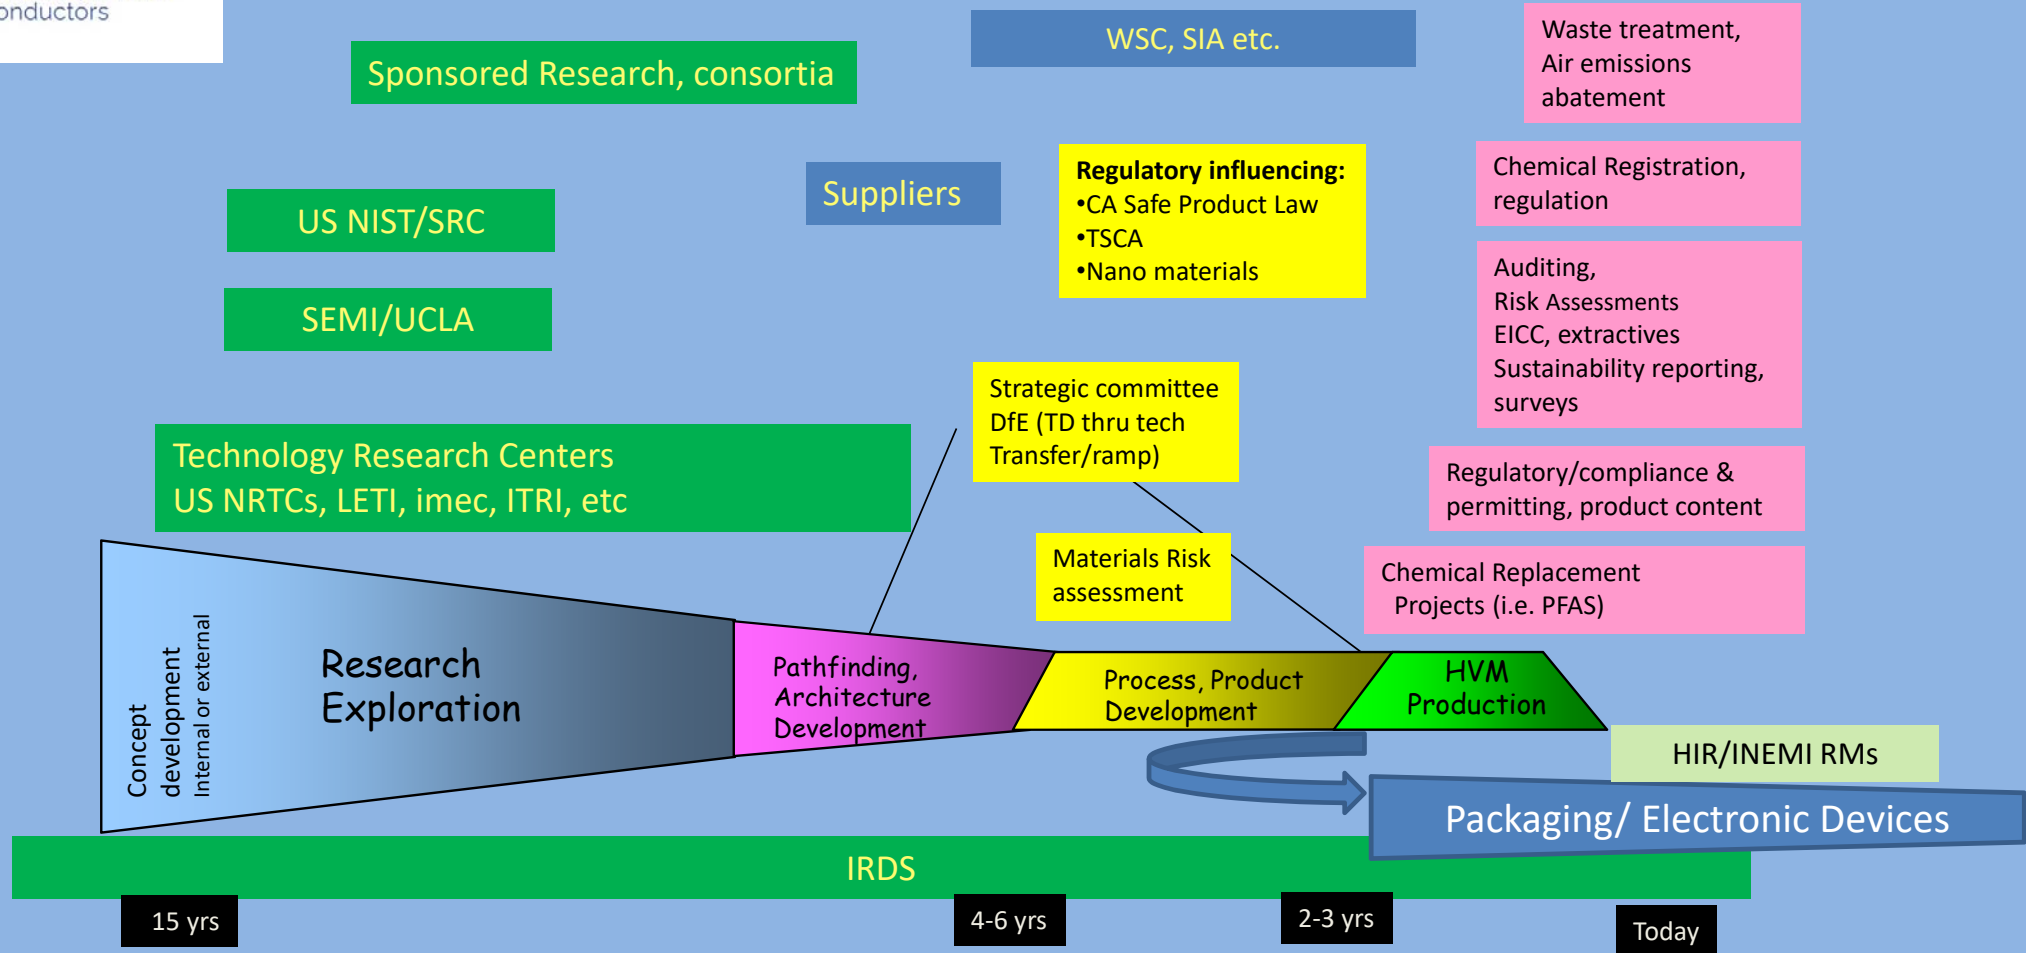 onductors
Sponsored Research, consortia
WSC, SIA etc.
Waste treatment,
Air emissions
abatement
US NIST/SRC
Suppliers
Regulatory influencing:
•CA Safe Product Law
•TSCA
•Nano materials
Chemical Registration,
regulation
SEMI/UCLA
Auditing,
Risk Assessments
EICC, extractives
Sustainability reporting,
surveys
Strategic committee
DfE (TD thru tech
Transfer/ramp)
Technology Research Centers
US NRTCs, LETI, imec, ITRI, etc
Regulatory/compliance &
permitting, product content
Materials Risk
assessment
Chemical Replacement
Projects (i.e. PFAS)
Concept
development
Internal or external
Research
Exploration
Pathfinding,
Architecture
Development
Process, Product
Development
HVM
Production
HIR/INEMI RMs
Packaging/ Electronic Devices
IRDS
15 yrs
4-6 yrs
2-3 yrs
Today